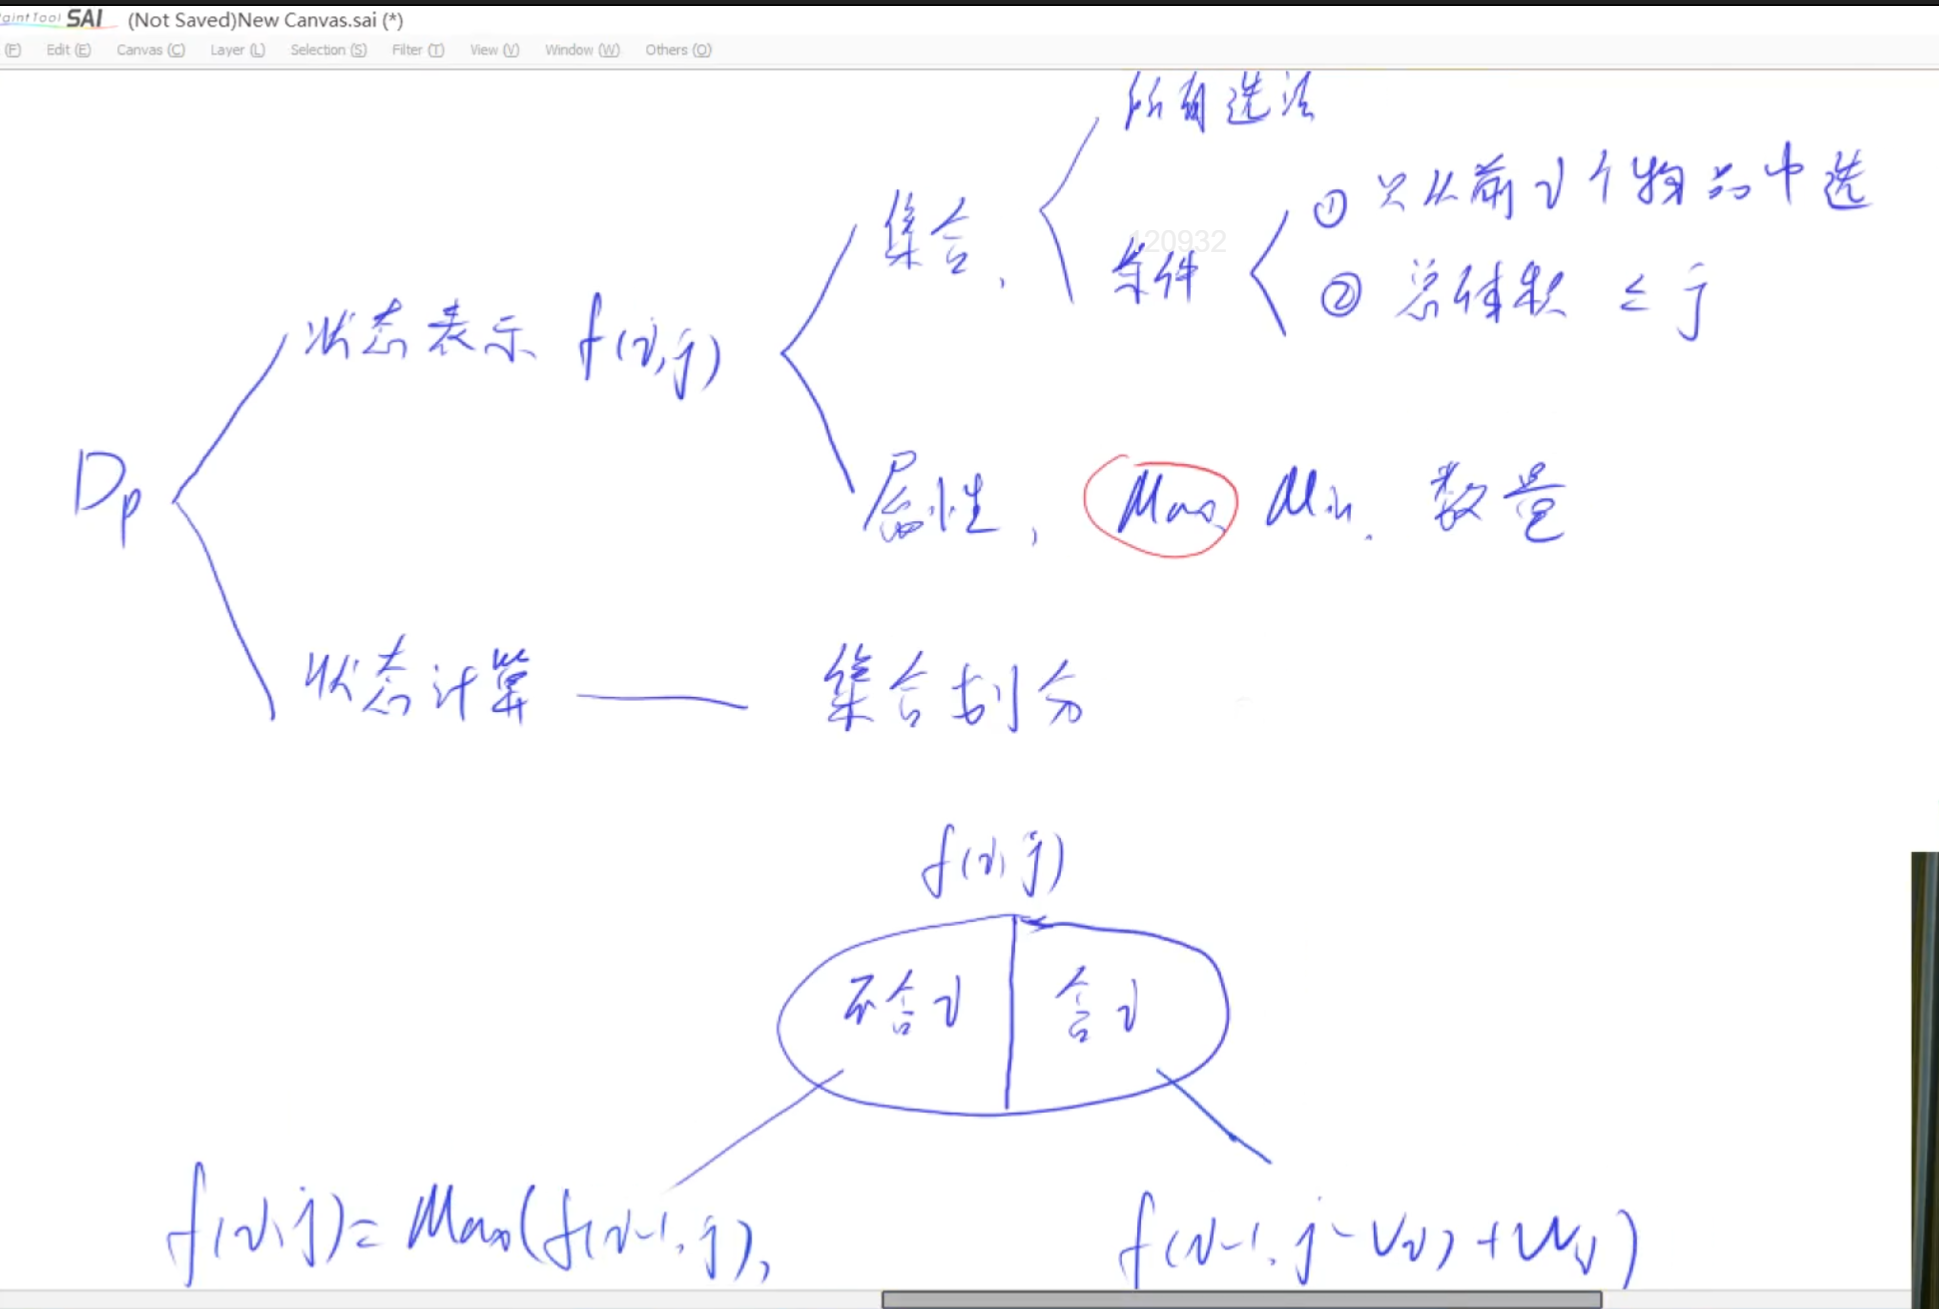 PaintTool SAI (Not Saved)New Canvas.sai (*)
(F) Edit (E) Canvas (C) Layer (L) Selection (S) Filter (T) View (V) Window (W) Others (O)
所有选法
集合, 条件 ① 只从前i个物品中选
120932
② 总体积 ≤ j
状态表示 f(i,j)
Dp
属性, Max, Min, 数量
状态计算 —— 集合划分
f(i,j)
不含i 含i
f(i,j)= Max(f(i-1,j), f(i-1,j-vi)+wi)